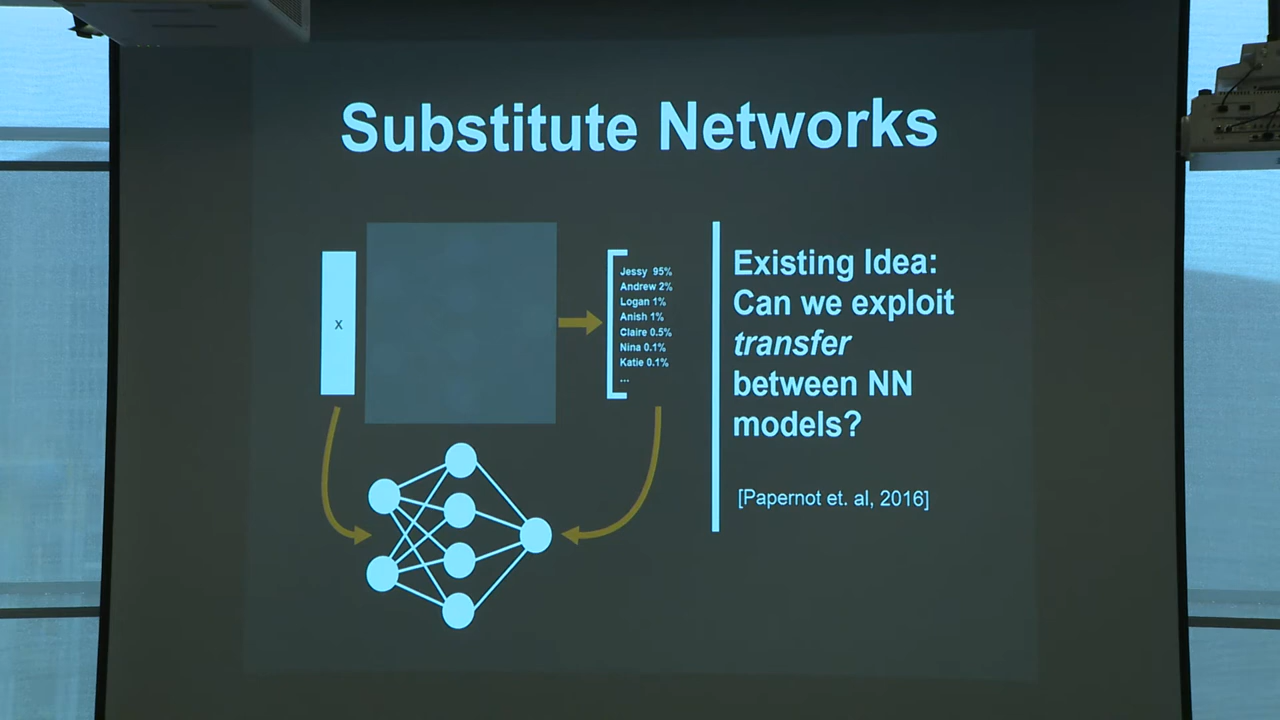 Substitute Networks
x
Jessy 95%
Andrew 2%
Logan 1%
Anish 1%
Claire 0.5%
Nina 0.1%
Katie 0.1%
...
Existing Idea:
Can we exploit
transfer
between NN
models?
[Papernot et. al, 2016]